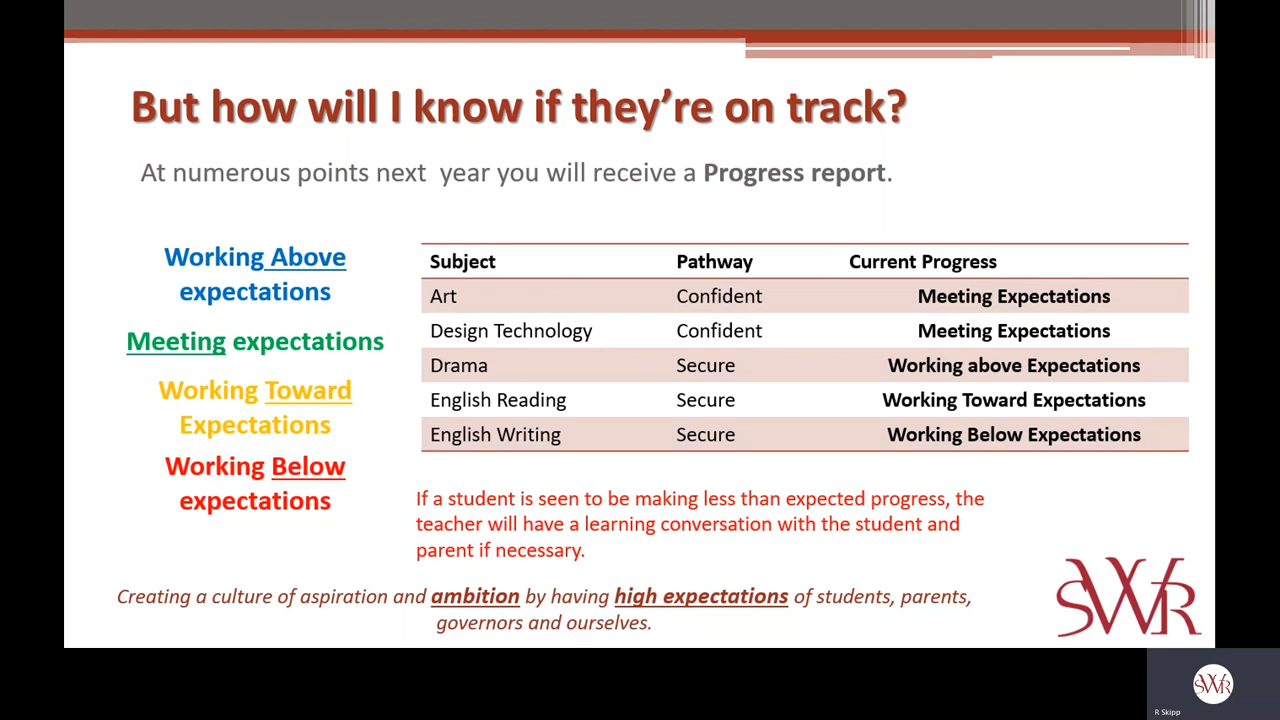 But how will I know if they're on track?
At numerous points next  year you will receive a Progress report.
Working Above
expectations
Meeting expectations
Working Toward
Expectations
Working Below
expectations
Subject Pathway Current Progress
Art Confident Meeting Expectations
Design Technology Confident Meeting Expectations
Drama Secure Working above Expectations
English Reading Secure Working Toward Expectations
English Writing Secure Working Below Expectations
If a student is seen to be making less than expected progress, the
teacher will have a learning conversation with the student and
parent if necessary.
Creating a culture of aspiration and ambition by having high expectations of students, parents,
governors and ourselves.
SWR
SWR
R Skipp